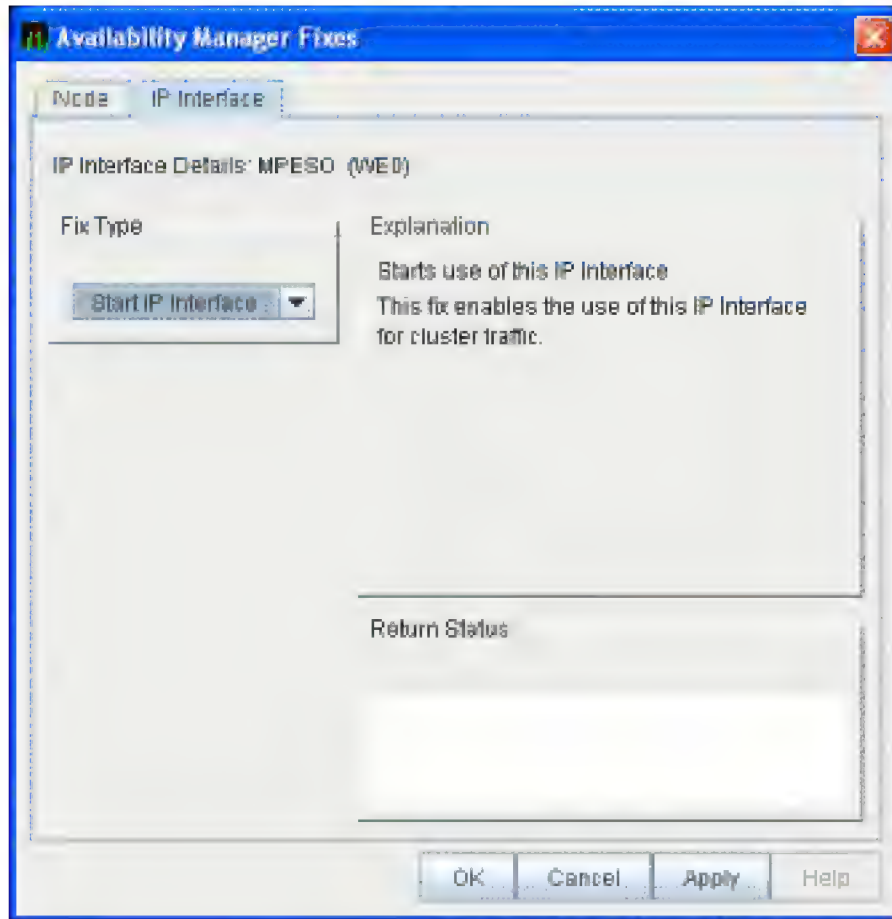 Availability Manager Fixes
Node
IP Interface
IP Interface Details: MPESO (WE0)
Fix Type
Start IP Interface
Explanation
Starts use of this IP Interface
This fix enables the use of this IP Interface
for cluster traffic.
Return Status
OK
Cancel
Apply
Help